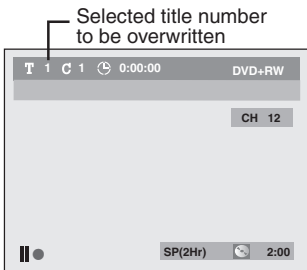 Selected title number
to be overwritten
T 1 C 1 0:00:00 DVD+RW
CH 12
SP(2Hr) 2:00